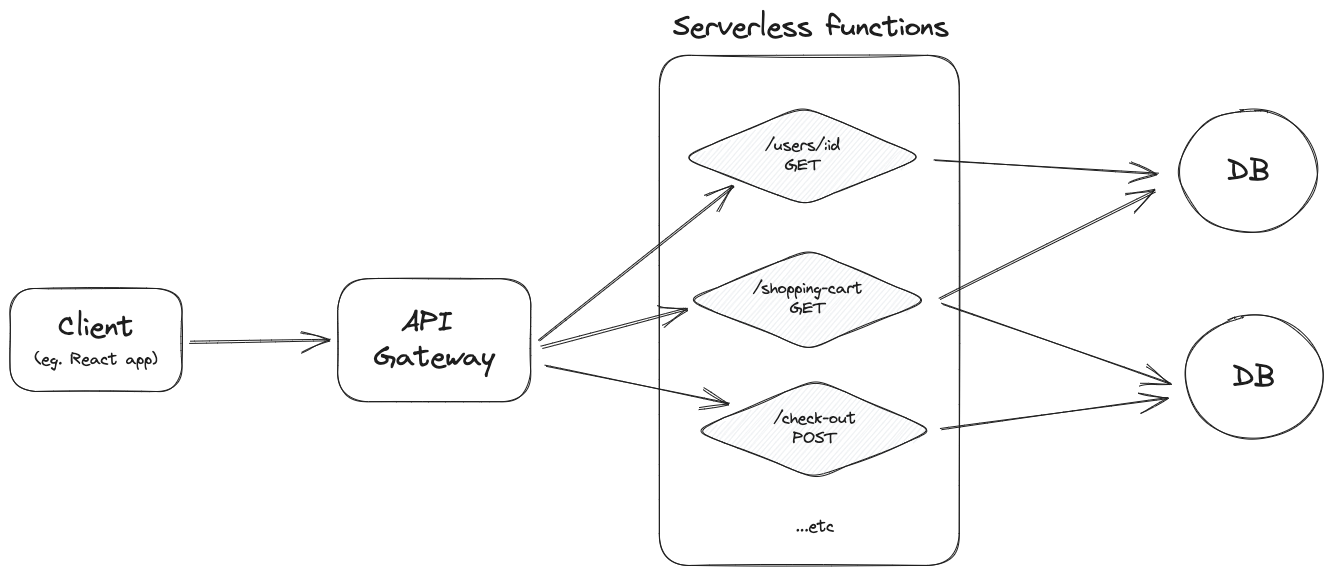 Serverless functions
/users/:id
GET
Client
(eg. React app)
API
Gateway
/shopping-cart
GET
/check-out
POST
...etc
DB
DB